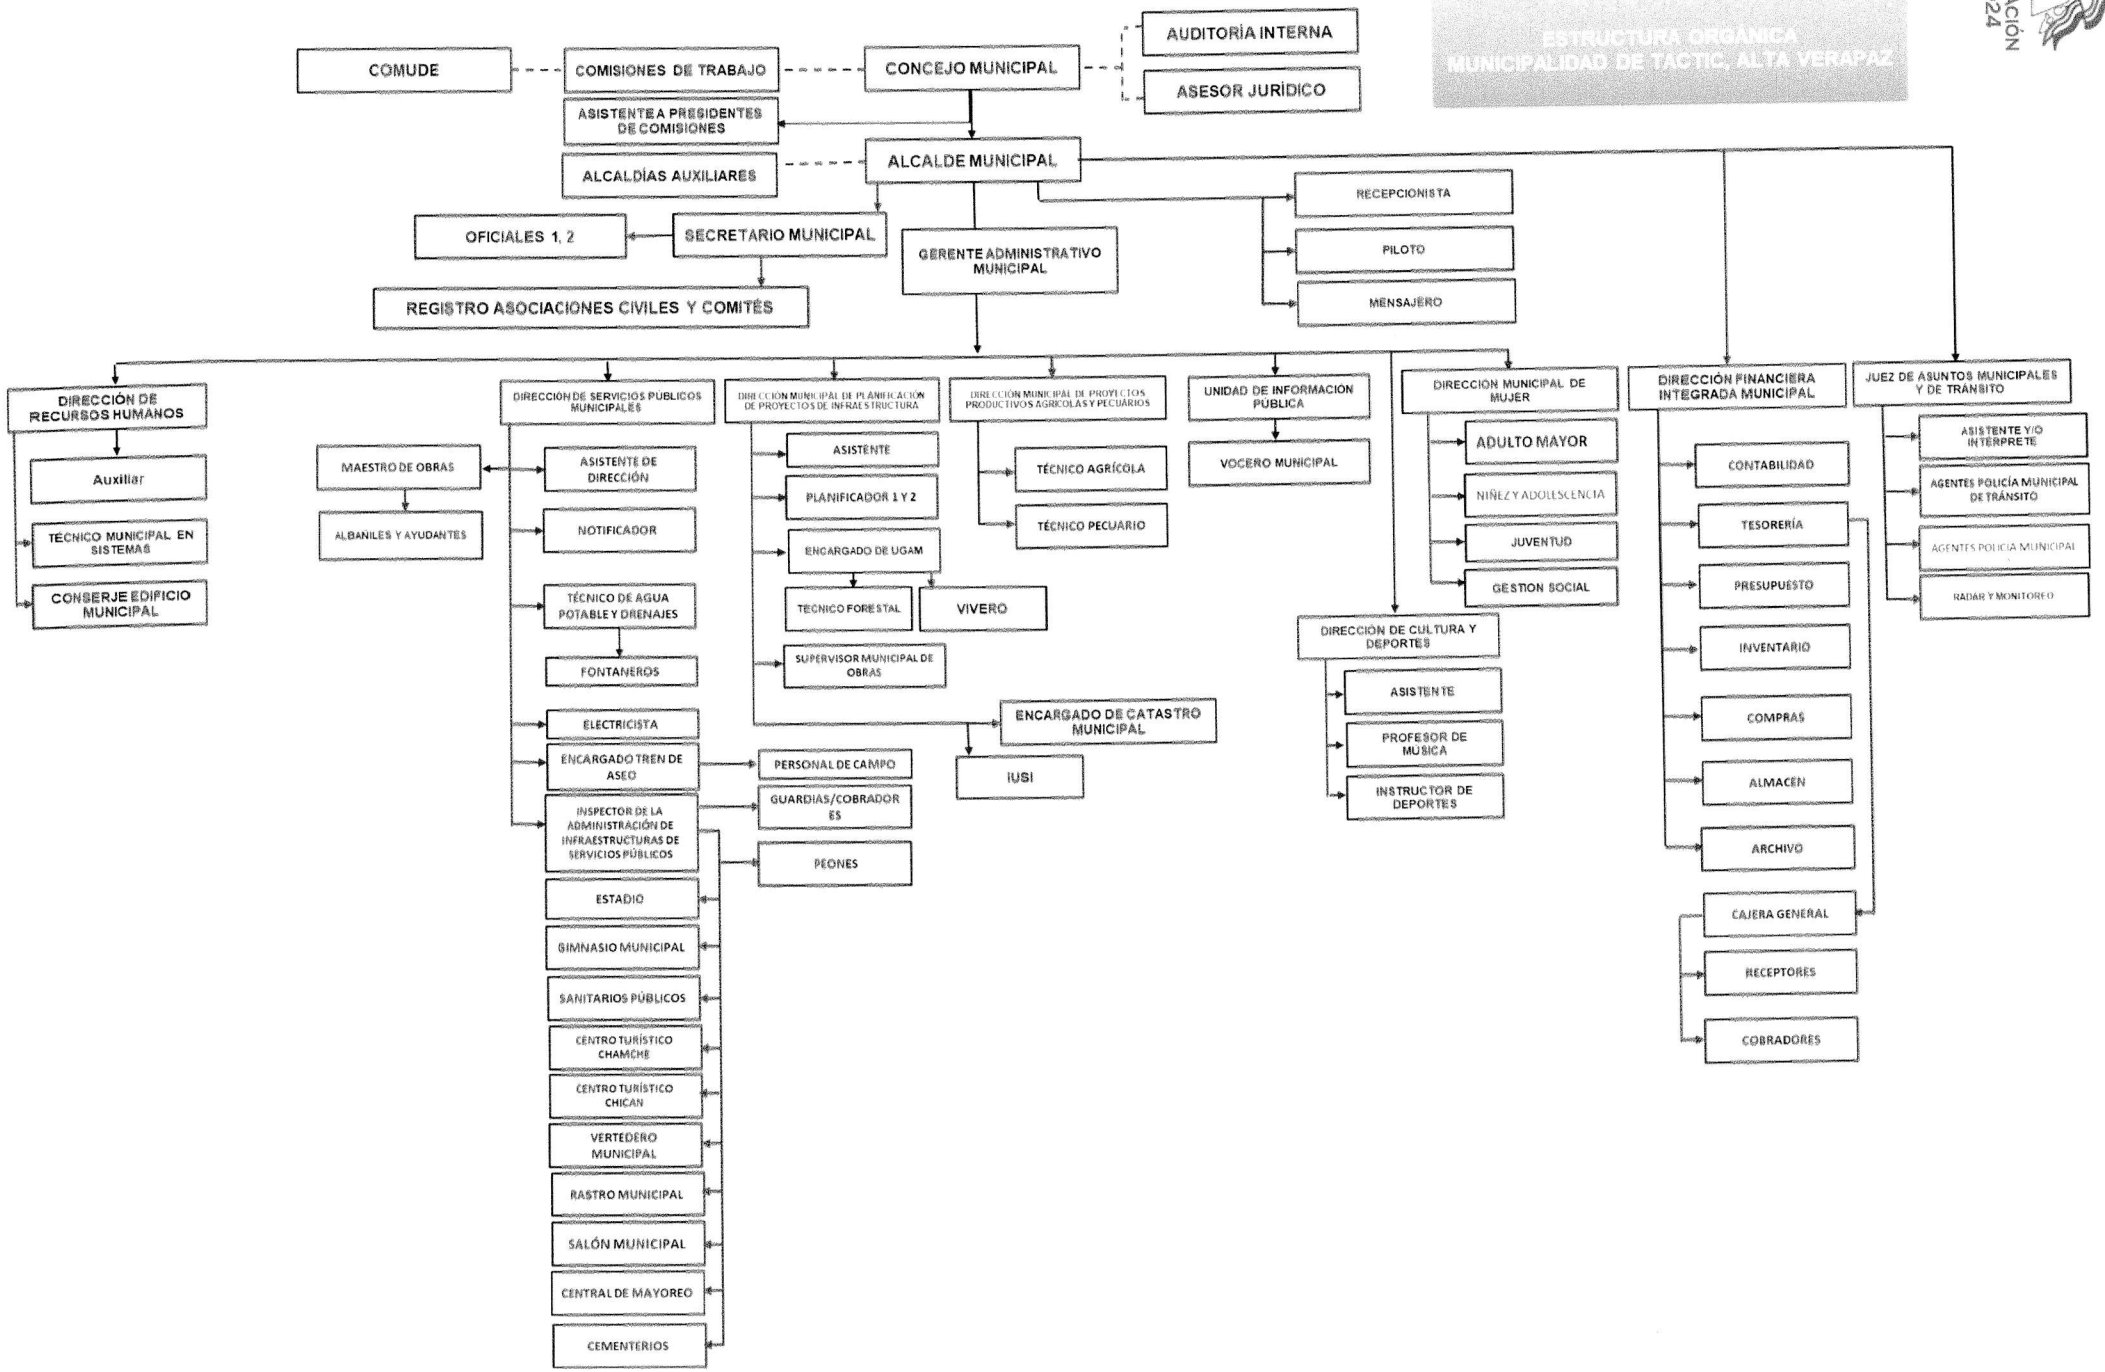 ACIÓN
24
ESTRUCTURA ORGÁNICA
MUNICIPALIDAD DE TACTIC, ALTA VERAPAZ
AUDITORÍA INTERNA
COMUDE
COMISIONES DE TRABAJO
CONCEJO MUNICIPAL
ASESOR JURÍDICO
ASISTENTE A PRESIDENTES
DE COMISIONES
ALCALDÍAS AUXILIARES
ALCALDE MUNICIPAL
RECEPCIONISTA
OFICIALES 1, 2
SECRETARIO MUNICIPAL
GERENTE ADMINISTRATIVO
MUNICIPAL
PILOTO
REGISTRO ASOCIACIONES CIVILES Y COMITÉS
MENSAJERO
DIRECCIÓN DE
RECURSOS HUMANOS
Auxiliar
TÉCNICO MUNICIPAL EN
SISTEMAS
CONSERJE EDIFICIO
MUNICIPAL
DIRECCIÓN DE SERVICIOS PÚBLICOS
MUNICIPALES
MAESTRO DE OBRAS
ALBAÑILES Y AYUDANTES
ASISTENTE DE
DIRECCIÓN
NOTIFICADOR
TÉCNICO DE AGUA
POTABLE Y DRENAJES
FONTANEROS
ELECTRICISTA
ENCARGADO TREN DE
ASEO
PERSONAL DE CAMPO
INSPECTOR DE LA
ADMINISTRACIÓN DE
INFRAESTRUCTURAS DE
SERVICIOS PÚBLICOS
GUARDIAS/COBRADOR
ES
PEONES
ESTADIO
GIMNASIO MUNICIPAL
SANITARIOS PÚBLICOS
CENTRO TURÍSTICO
CHAMCHE
CENTRO TURÍSTICO
CHICAN
VERTEDERO
MUNICIPAL
RASTRO MUNICIPAL
SALÓN MUNICIPAL
CENTRAL DE MAYOREO
CEMENTERIOS
DIRECCIÓN MUNICIPAL DE PLANIFICACIÓN
DE PROYECTOS DE INFRAESTRUCTURA
ASISTENTE
PLANIFICADOR 1 Y 2
ENCARGADO DE UGAM
TECNICO FORESTAL
VIVERO
SUPERVISOR MUNICIPAL DE
OBRAS
ENCARGADO DE CATASTRO
MUNICIPAL
IUSI
DIRECCIÓN MUNICIPAL DE PROYECTOS
PRODUCTIVOS AGRÍCOLAS Y PECUÁRIOS
TÉCNICO AGRÍCOLA
TÉCNICO PECUARIO
UNIDAD DE INFORMACIÓN
PÚBLICA
VOCERO MUNICIPAL
DIRECCIÓN DE CULTURA Y
DEPORTES
ASISTENTE
PROFESOR DE
MÚSICA
INSTRUCTOR DE
DEPORTES
DIRECCIÓN MUNICIPAL DE
MUJER
ADULTO MAYOR
NIÑEZ Y ADOLESCENCIA
JUVENTUD
GESTION SOCIAL
DIRECCIÓN FINANCIERA
INTEGRADA MUNICIPAL
CONTABILIDAD
TESORERÍA
PRESUPUESTO
INVENTARIO
COMPRAS
ALMACEN
ARCHIVO
CAJERA GENERAL
RECEPTORES
COBRADORES
JUEZ DE ASUNTOS MUNICIPALES
Y DE TRÁNSITO
ASISTENTE Y/O
INTÉRPRETE
AGENTES POLICÍA MUNICIPAL
DE TRÁNSITO
AGENTES POLICIA MUNICIPAL
RADAR Y MONITOREO